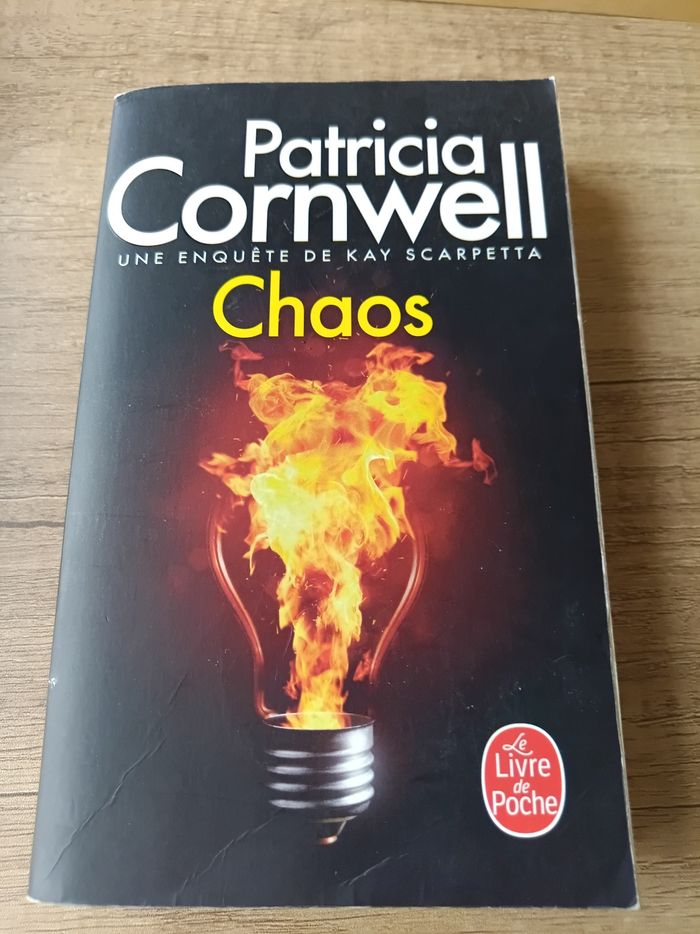 Patricia
Cornwell
UNE ENQUÊTE DE KAY SCARPETTA
Chaos
Le
Livre
de
Poche